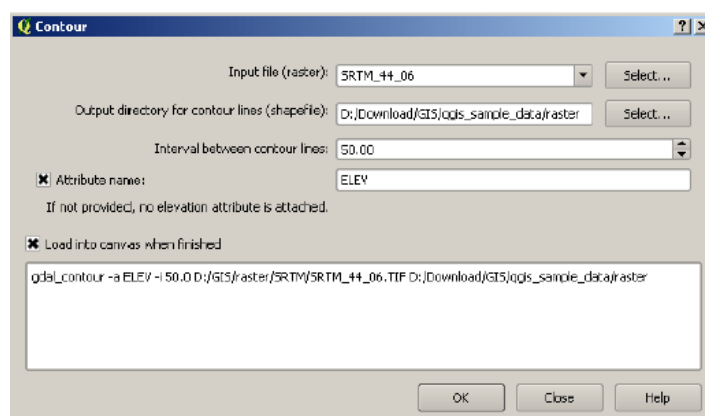 Contour
Input file (raster): SRTM_44_06 Select...
Output directory for contour lines (shapefile): D:/Download/GIS/qgis_sample_data/raster Select...
Interval between contour lines: 50.00
Attribute name: ELEV
If not provided, no elevation attribute is attached.
Load into canvas when finished
gdal_contour -a ELEV -i 50.0 D:/GIS/raster/SRTM/SRTM_44_06.TIF D:/Download/GIS/qgis_sample_data/raster
OK Close Help